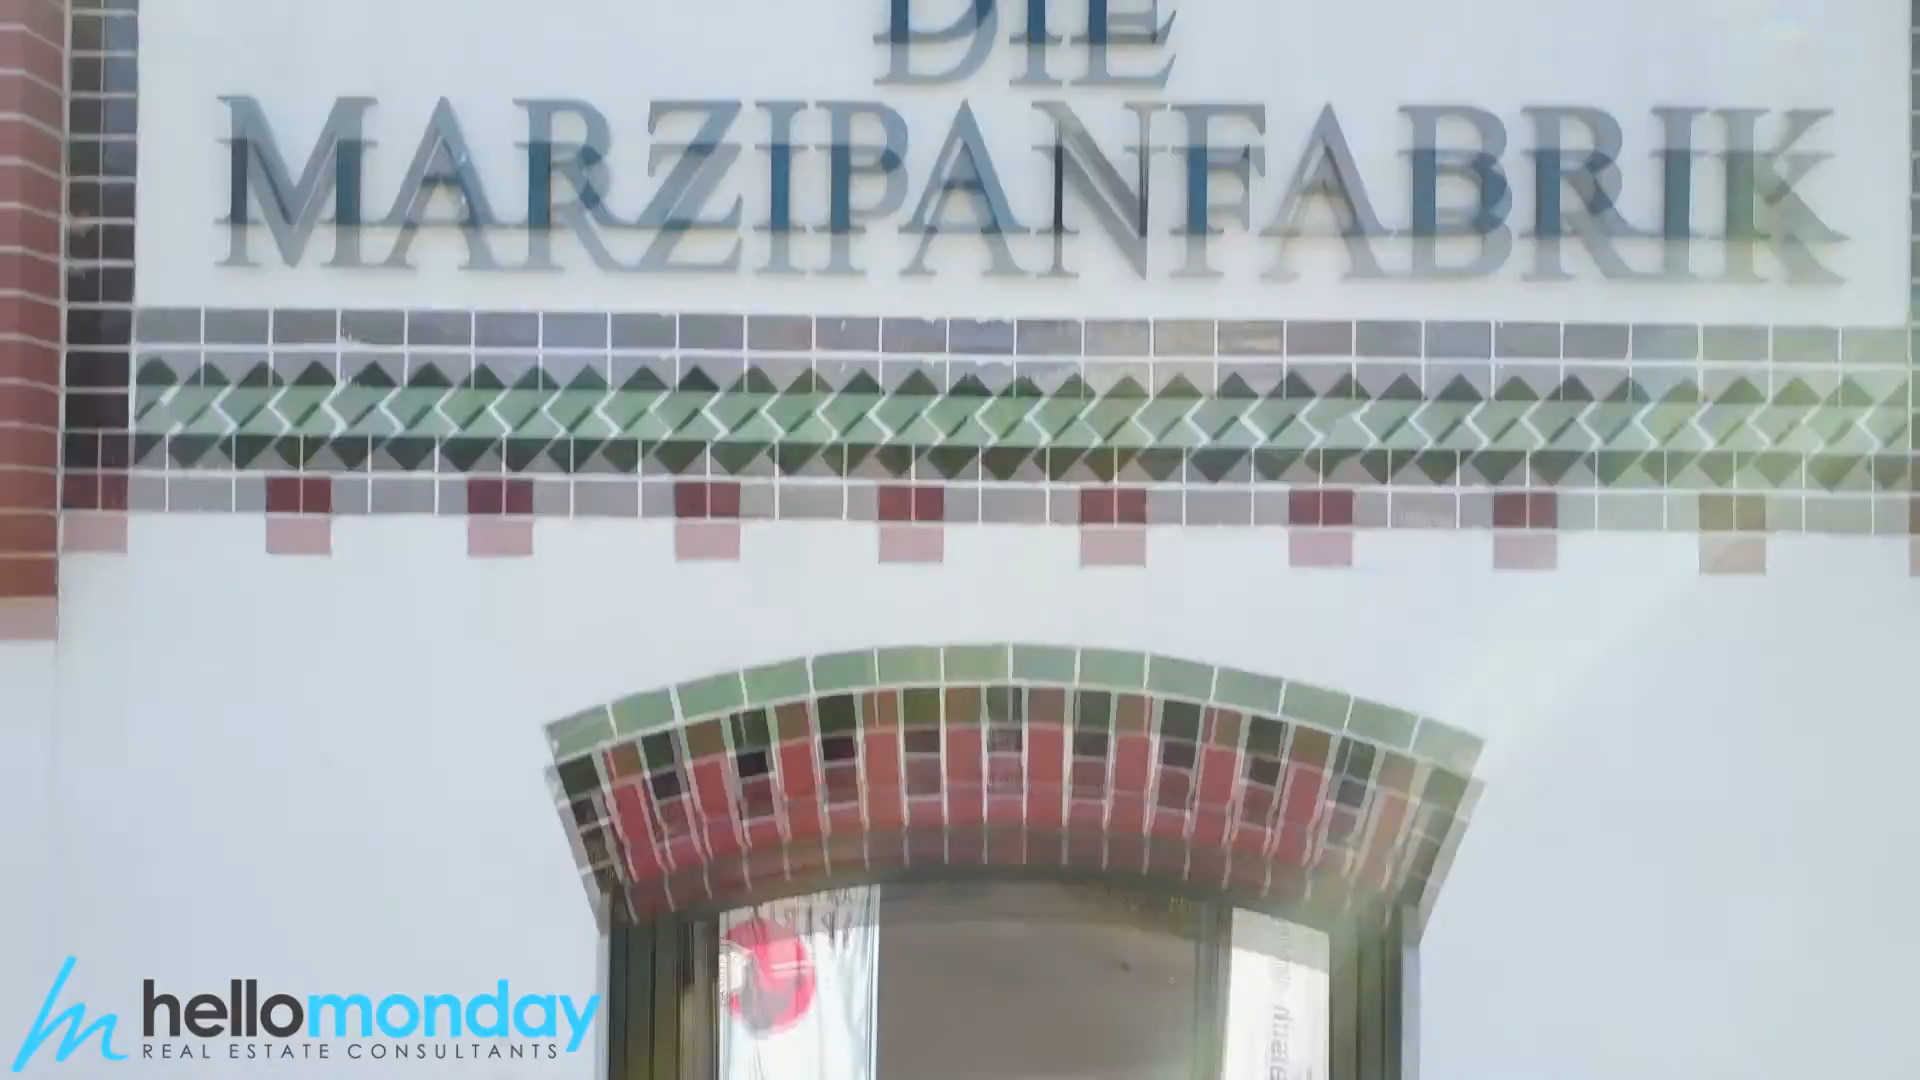 DIE
MARZIPANFABRIK
hellomonday
REAL ESTATE CONSULTANTS